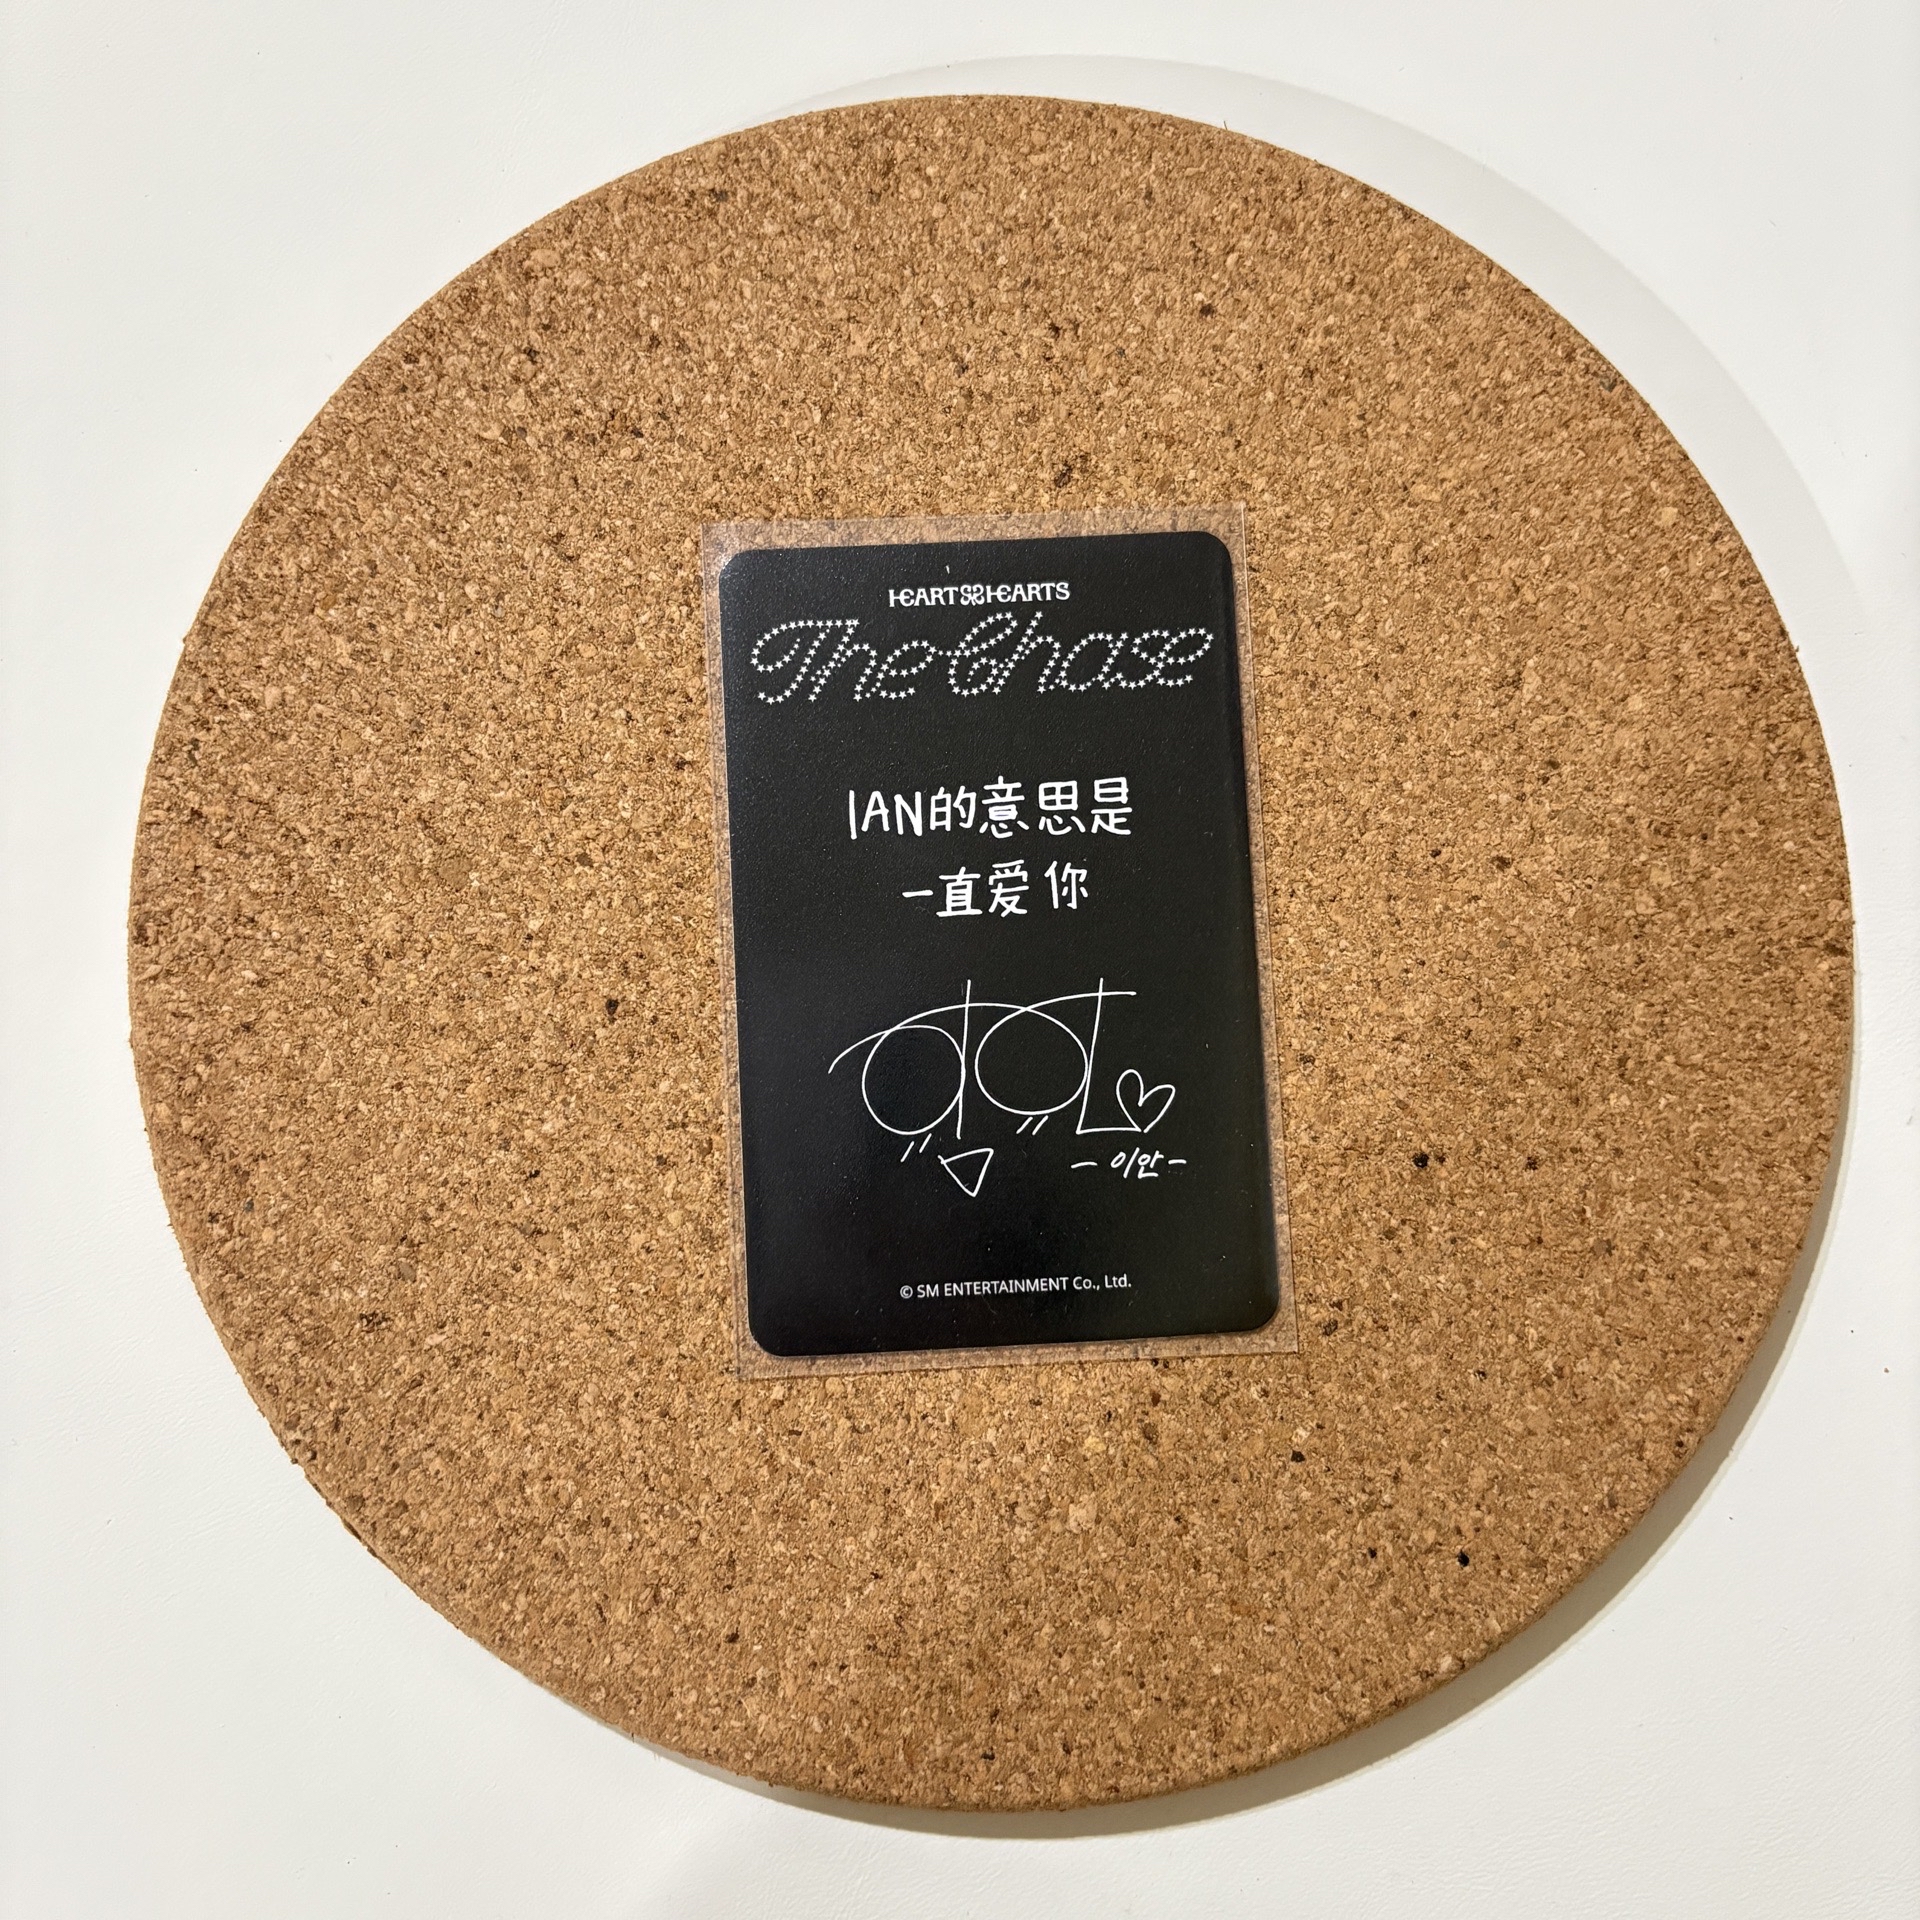 HEARTS2HEARTS
The Chase
IAN的意思是
一直爱你
이안
-이안-
© SM ENTERTAINMENT Co., Ltd.